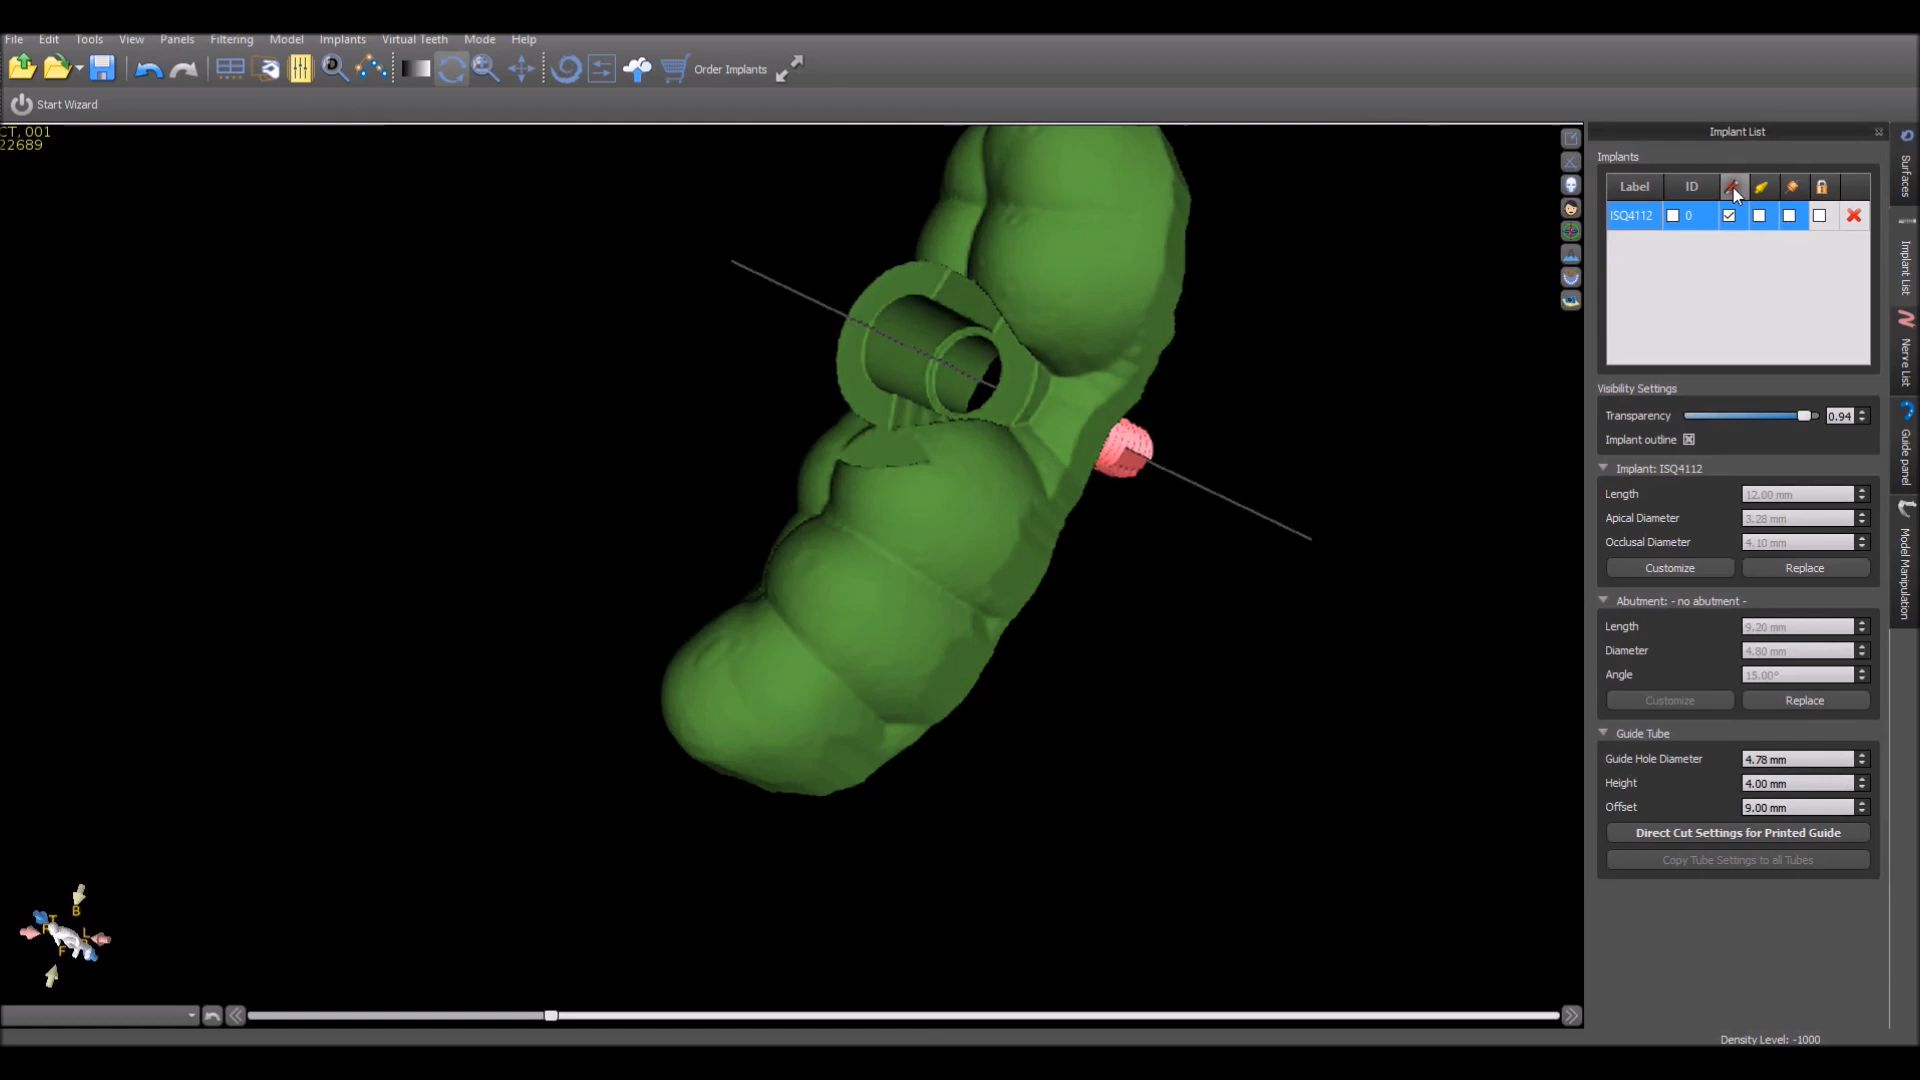 File Edit Tools View Panels Filtering Model Implants Virtual Teeth Mode Help
Order Implants
Start Wizard
CT, 001
22689
Implant List
Implants
Label ID
ISQ4112 0
Visibility Settings
Transparency 0.94
Implant outline
Implant: ISQ4112
Length 12.00 mm
Apical Diameter 3.28 mm
Occlusal Diameter 4.10 mm
Customize Replace
Abutment: - no abutment -
Length 9.20 mm
Diameter 4.80 mm
Angle 15.00°
Customize Replace
Guide Tube
Guide Hole Diameter 4.78 mm
Height 4.00 mm
Offset 9.00 mm
Direct Cut Settings for Printed Guide
Copy Tube Settings to all Tubes
Surfaces
Implant List
Nerve List
Guide panel
Model Manipulation
B
T
L
F
Density Level: -1000